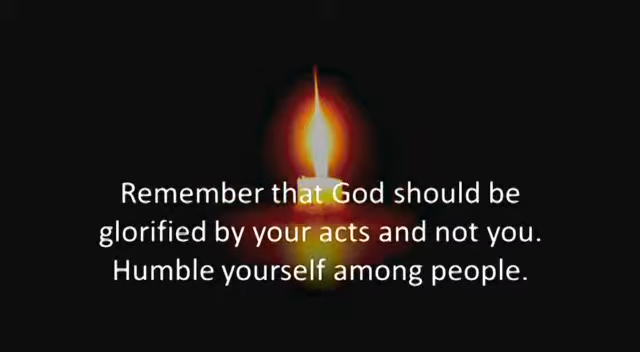 Remember that God should be
glorified by your acts and not you.
Humble yourself among people.